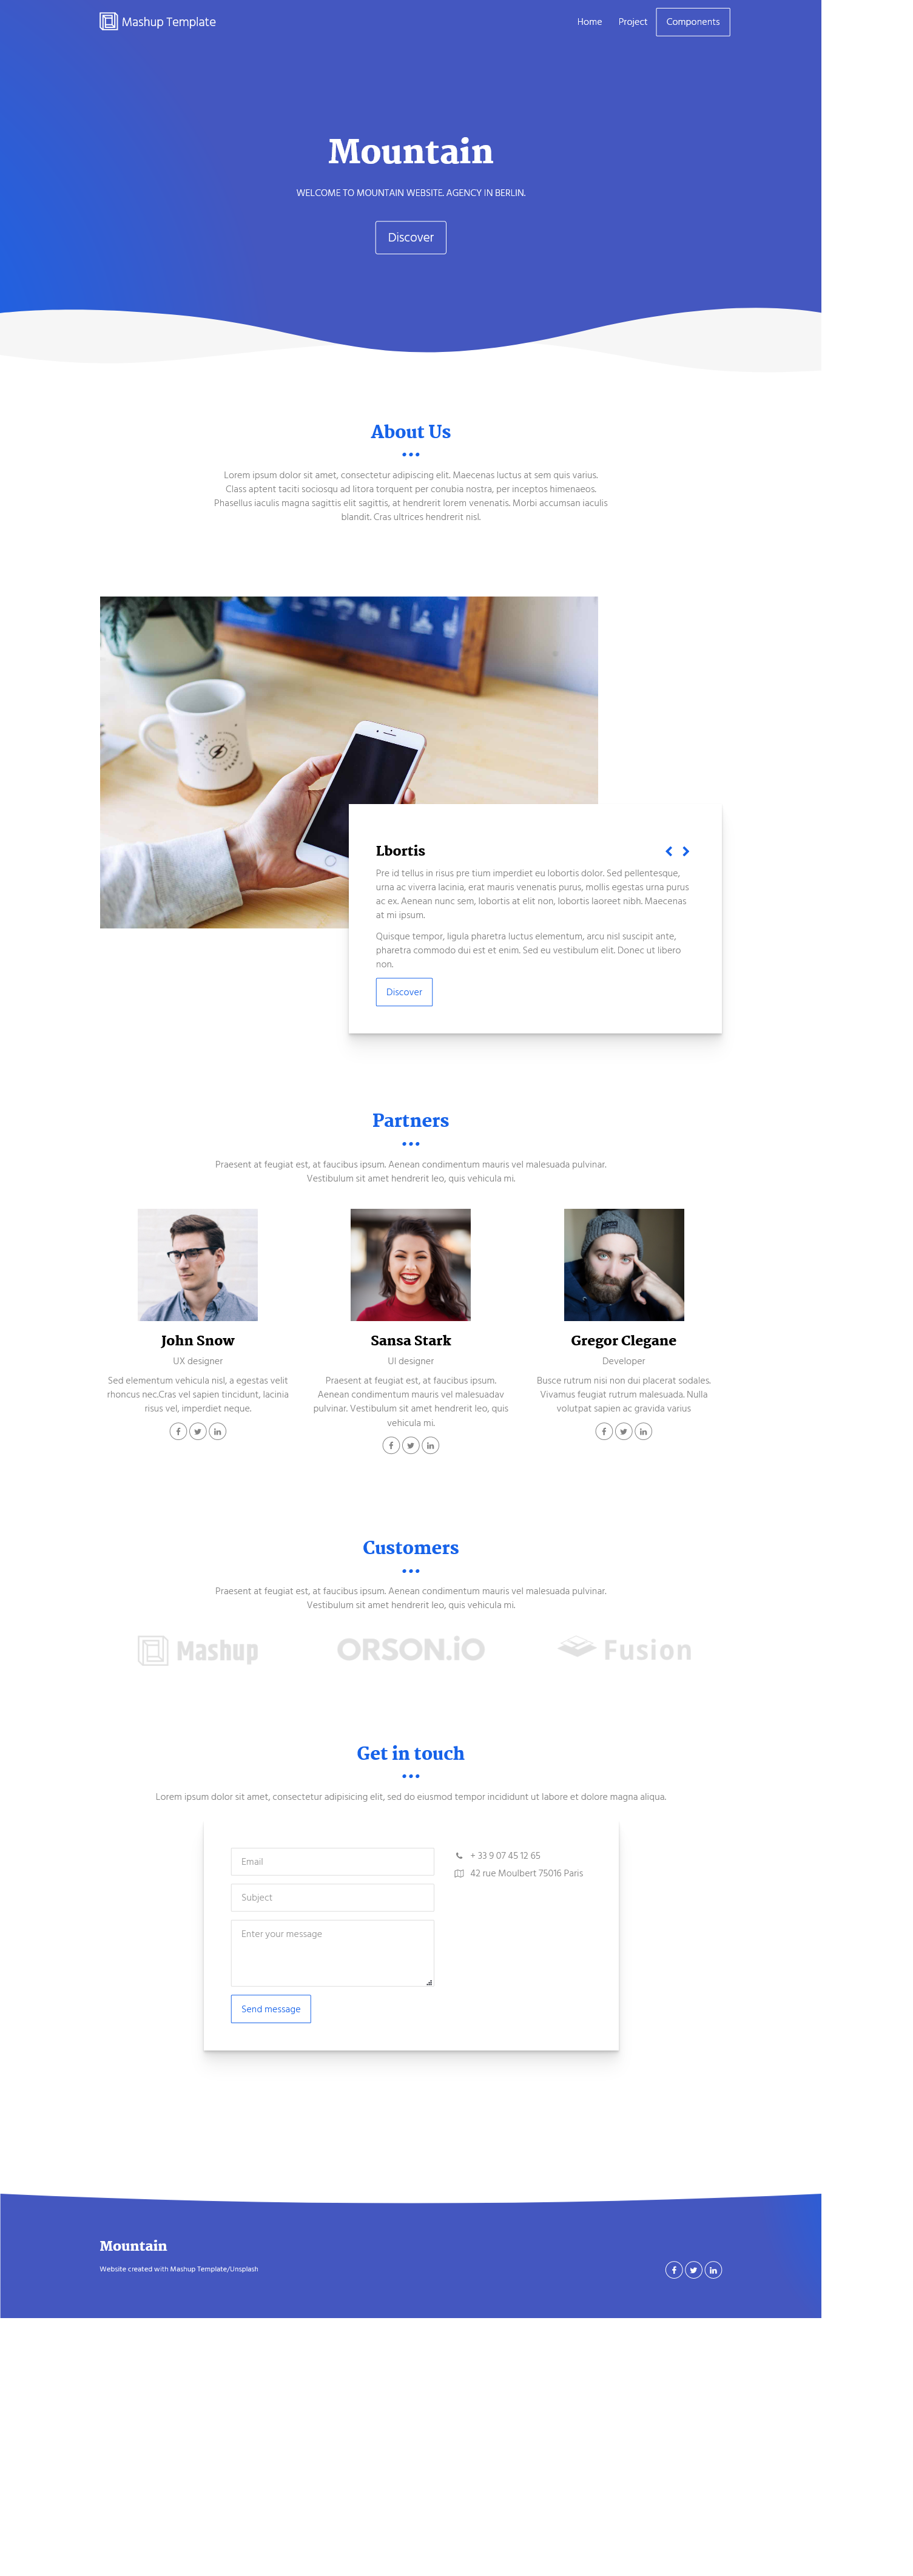 Mashup Template
Home Project Components
Mountain
WELCOME TO MOUNTAIN WEBSITE. AGENCY IN BERLIN.
Discover
About Us
Lorem ipsum dolor sit amet, consectetur adipiscing elit. Maecenas luctus at sem quis varius.
Class aptent taciti sociosqu ad litora torquent per conubia nostra, per inceptos himenaeos.
Phasellus iaculis magna sagittis elit sagittis, at hendrerit lorem venenatis. Morbi accumsan iaculis
blandit. Cras ultrices hendrerit nisl.
Lbortis
Pre id tellus in risus pre tium imperdiet eu lobortis dolor. Sed pellentesque,
urna ac viverra lacinia, erat mauris venenatis purus, mollis egestas urna purus
ac ex. Aenean nunc sem, lobortis at elit non, lobortis laoreet nibh. Maecenas
at mi ipsum.
Quisque tempor, ligula pharetra luctus elementum, arcu nisl suscipit ante,
pharetra commodo dui est et enim. Sed eu vestibulum elit. Donec ut libero
non.
Discover
Partners
Praesent at feugiat est, at faucibus ipsum. Aenean condimentum mauris vel malesuada pulvinar.
Vestibulum sit amet hendrerit leo, quis vehicula mi.
John Snow
UX designer
Sed elementum vehicula nisl, a egestas velit
rhoncus nec.Cras vel sapien tincidunt, lacinia
risus vel, imperdiet neque.
Sansa Stark
UI designer
Praesent at feugiat est, at faucibus ipsum.
Aenean condimentum mauris vel malesuadav
pulvinar. Vestibulum sit amet hendrerit leo, quis
vehicula mi.
Gregor Clegane
Developer
Busce rutrum nisi non dui placerat sodales.
Vivamus feugiat rutrum malesuada. Nulla
volutpat sapien ac gravida varius
Customers
Praesent at feugiat est, at faucibus ipsum. Aenean condimentum mauris vel malesuada pulvinar.
Vestibulum sit amet hendrerit leo, quis vehicula mi.
Mashup
ORSON.iO
Fusion
Get in touch
Lorem ipsum dolor sit amet, consectetur adipisicing elit, sed do eiusmod tempor incididunt ut labore et dolore magna aliqua.
Email
Subject
Enter your message
Send message
+ 33 9 07 45 12 65
42 rue Moulbert 75016 Paris
Mountain
Website created with Mashup Template/Unsplash